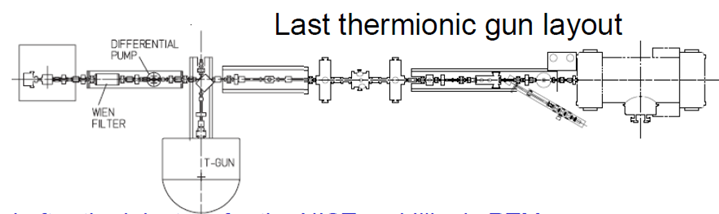 Last thermionic gun layout
DIFFERENTIAL
PUMP
WIEN
FILTER
T-GUN